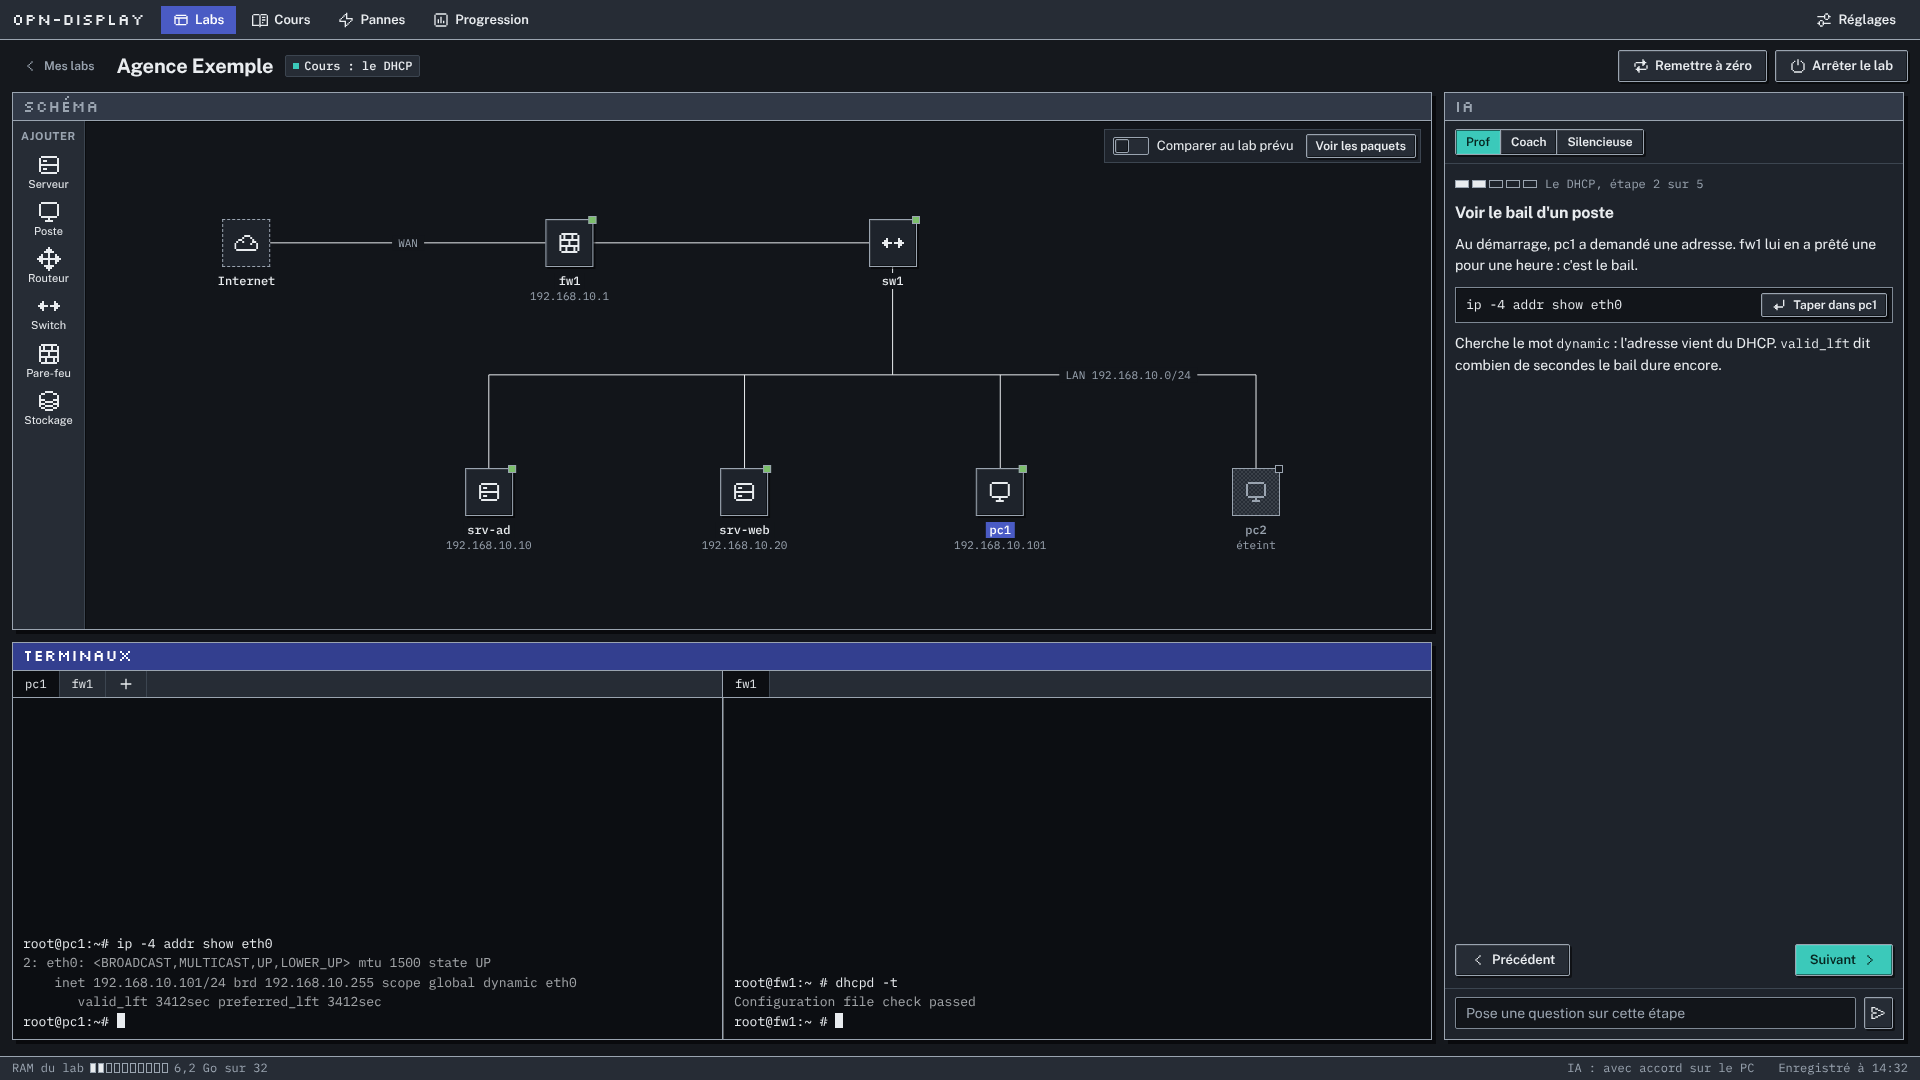 OPN-DISPLAY
Labs
Cours
Pannes
Progression
Réglages
Mes labs
Agence Exemple
Cours : le DHCP
Remettre à zéro
Arrêter le lab
SCHÉMA
AJOUTER
Serveur
Poste
Routeur
Switch
Pare-feu
Stockage
Comparer au lab prévu
Voir les paquets
Internet
WAN
fw1
192.168.10.1
sw1
LAN 192.168.10.0/24
srv-ad
192.168.10.10
srv-web
192.168.10.20
pc1
192.168.10.101
pc2
éteint
TERMINAUX
pc1
fw1
+
root@pc1:~# ip -4 addr show eth0
2: eth0: <BROADCAST,MULTICAST,UP,LOWER_UP> mtu 1500 state UP
inet 192.168.10.101/24 brd 192.168.10.255 scope global dynamic eth0
valid_lft 3412sec preferred_lft 3412sec
root@pc1:~#
fw1
root@fw1:~ # dhcpd -t
Configuration file check passed
root@fw1:~ #
IA
Prof
Coach
Silencieuse
Le DHCP, étape 2 sur 5
Voir le bail d'un poste
Au démarrage, pc1 a demandé une adresse. fw1 lui en a prêté une
pour une heure : c'est le bail.
ip -4 addr show eth0
Taper dans pc1
Cherche le mot dynamic : l'adresse vient du DHCP. valid_lft dit
combien de secondes le bail dure encore.
Précédent
Suivant
Pose une question sur cette étape
RAM du lab
6,2 Go sur 32
IA : avec accord sur le PC
Enregistré à 14:32